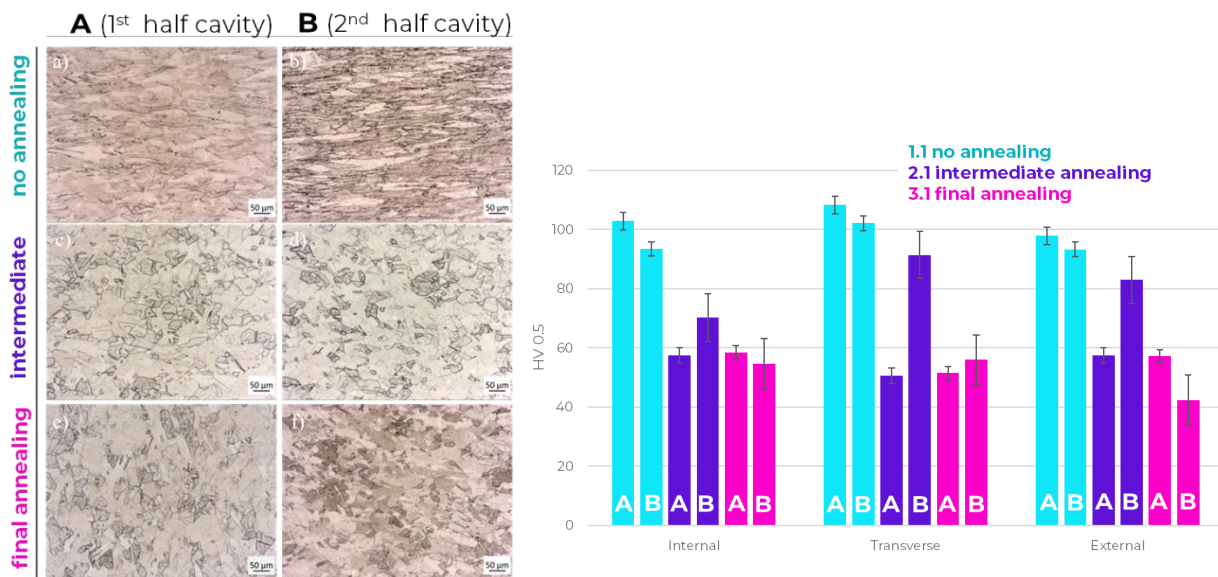 A (1st half cavity) B (2nd half cavity)
no annealing
a)
50 µm
b)
50 µm
intermediate
c)
50 µm
d)
50 µm
final annealing
e)
50 µm
f)
50 µm
1.1 no annealing
2.1 intermediate annealing
3.1 final annealing
HV 0.5
120
100
80
60
40
20
0
A B A B A B
A B A B A B
A B A B A B
Internal Transverse External